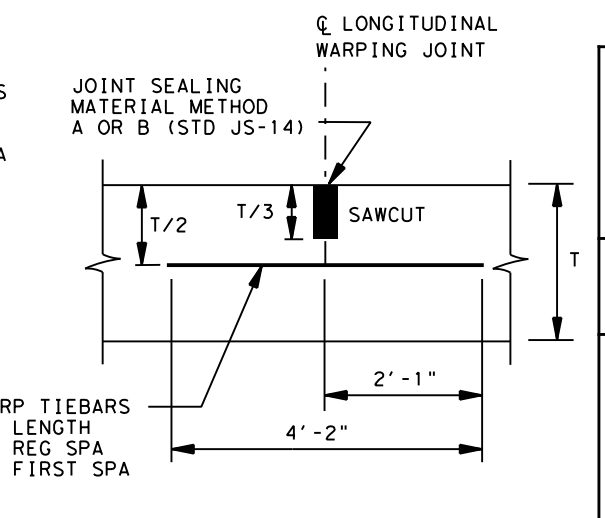 ℄ LONGITUDINAL
WARPING JOINT
JOINT SEALING
MATERIAL METHOD
A OR B (STD JS-14)
S
A
T/2
T/3
SAWCUT
T
2'-1"
4'-2"
RP TIEBARS
LENGTH
REG SPA
FIRST SPA